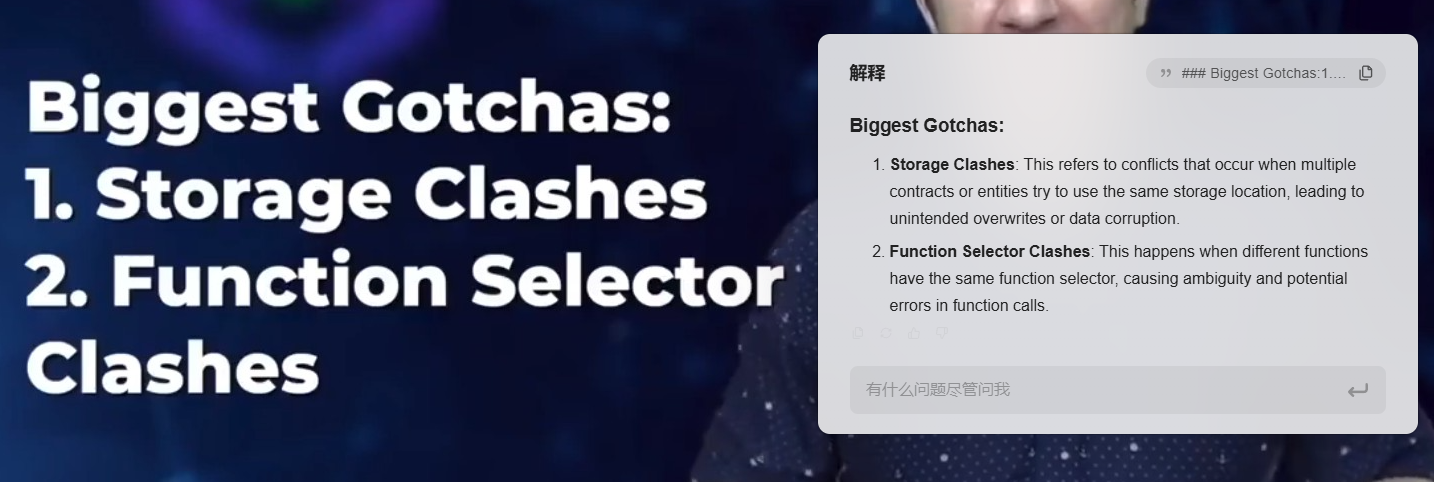 Biggest Gotchas:
1. Storage Clashes
2. Function Selector
Clashes
解释
### Biggest Gotchas:1....
Biggest Gotchas:
1. Storage Clashes: This refers to conflicts that occur when multiple
contracts or entities try to use the same storage location, leading to
unintended overwrites or data corruption.
2. Function Selector Clashes: This happens when different functions
have the same function selector, causing ambiguity and potential
errors in function calls.
有什么问题尽管问我